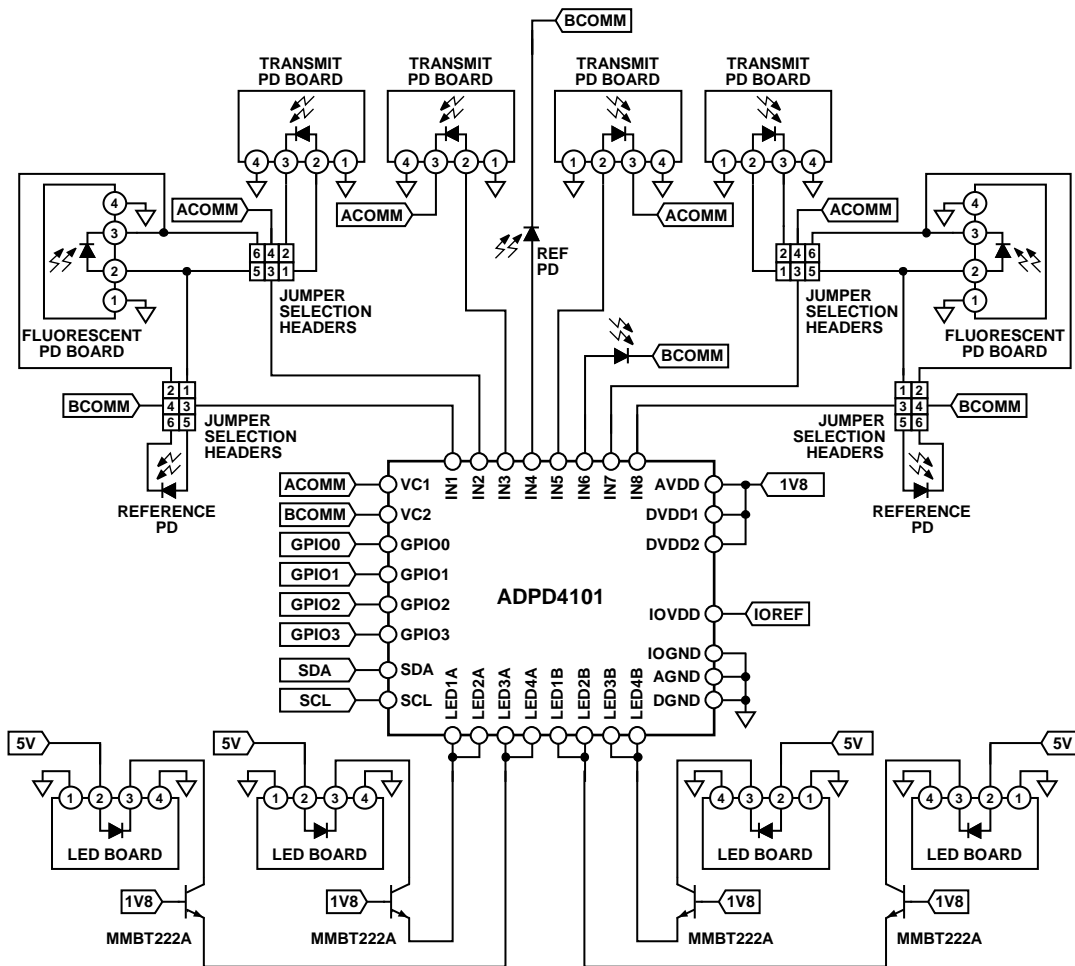 BCOMM
TRANSMIT
PD BOARD
TRANSMIT
PD BOARD
TRANSMIT
PD BOARD
TRANSMIT
PD BOARD
4 3 2 1
4 3 2 1
1 2 3 4
1 2 3 4
ACOMM
ACOMM
ACOMM
ACOMM
4
3
2
1
FLUORESCENT
PD BOARD
6 4 2
5 3 1
JUMPER
SELECTION
HEADERS
REF
PD
BCOMM
2 4 6
1 3 5
JUMPER
SELECTION
HEADERS
4
3
2
1
FLUORESCENT
PD BOARD
BCOMM
2 1
4 3
6 5
JUMPER
SELECTION
HEADERS
REFERENCE
PD
1 2
3 4
5 6
BCOMM
JUMPER
SELECTION
HEADERS
REFERENCE
PD
IN1
IN2
IN3
IN4
IN5
IN6
IN7
IN8
ACOMM VC1
BCOMM VC2
GPIO0 GPIO0
GPIO1 GPIO1
GPIO2 GPIO2
GPIO3 GPIO3
SDA SDA
SCL SCL
ADPD4101
AVDD 1V8
DVDD1
DVDD2
IOVDD IOREF
IOGND
AGND
DGND
LED1A
LED2A
LED3A
LED4A
LED1B
LED2B
LED3B
LED4B
5V
1 2 3 4
LED BOARD
1V8
MMBT222A
5V
1 2 3 4
LED BOARD
1V8
MMBT222A
5V
4 3 2 1
LED BOARD
1V8
MMBT222A
5V
4 3 2 1
LED BOARD
1V8
MMBT222A